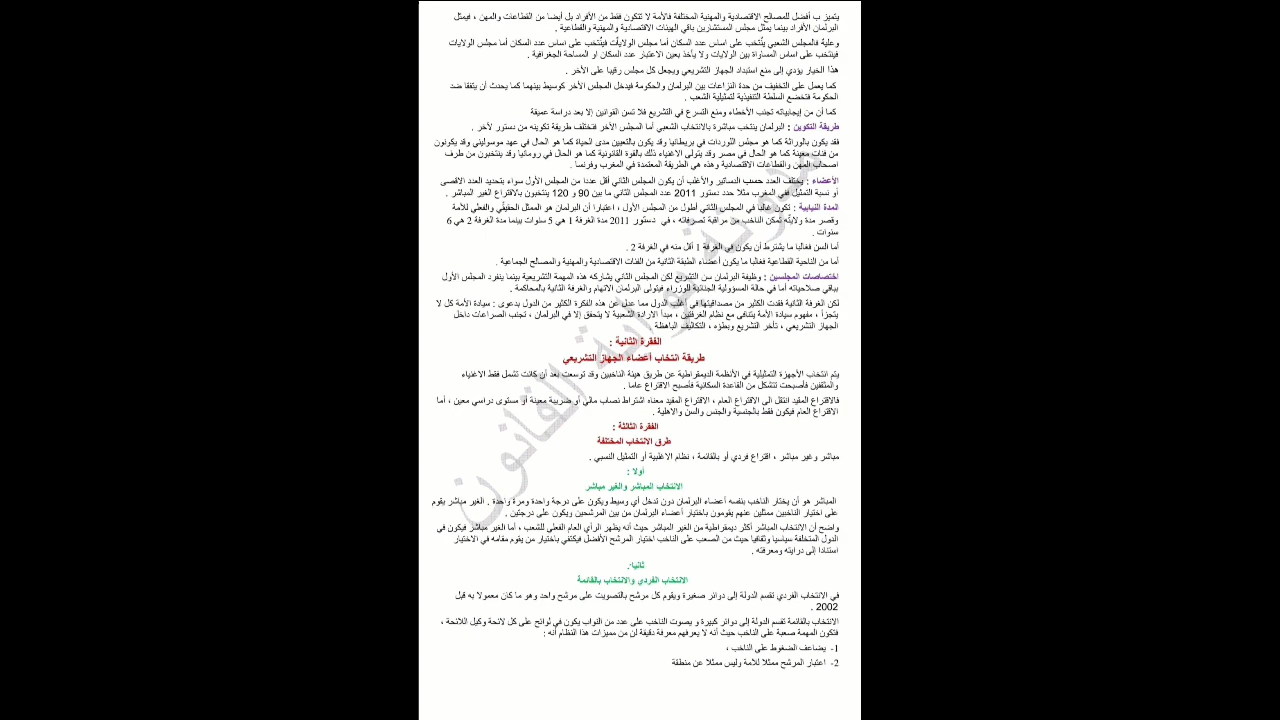 يتميز ب أفضل للمصالح الاقتصادية والمهنية المختلفة فالأمة لا تتكون فقط من الأفراد بل أيضا من القطاعات والمهن ، فيمثل
البرلمان الأفراد بينما يمثل مجلس المستشارين باقي الهيئات الاقتصادية والمهنية والقطاعية .
وعلية فالمجلس الشعبي يُنتخب على اساس عدد السكان أما مجلس الولايات فيُنتخب على اساس عدد السكان أما مجلس الولايات
فينتخب على اساس المساواة بين الولايات ولا يأخذ بعين الاعتبار عدد السكان او المساحة الجغرافية .
هذا الخيار يؤدي إلى منع استبداد الجهاز التشريعي ويجعل كل مجلس رقيبا على الأخر .
كما يعمل على التخفيف من حدة النزاعات بين البرلمان والحكومة فيدخل المجلس الأخر كوسيط بينهما كما يحدث أن يتفقا ضد
الحكومة فتخضع السلطة التنفيذية لتمثيلية الشعب .
كما أن من إيجابياته تجنب الأخطاء ومنع التسرع في التشريع فلا تسن القوانين إلا بعد دراسة عميقة
طريقة التكوين : البرلمان ينتخب مباشرة بالانتخاب الشعبي أما المجلس الأخر فتختلف طريقة تكوينه من دستور لأخر .
فقد يكون بالوراثة كما هو مجلس اللوردات في بريطانيا وقد يكون بالتعيين مدى الحياة كما هو الحال في عهد موسوليني وقد يكونون
من فئات معينة كما هو الحال في مصر وقد يتولى الاغنياء ذلك بالقوة القانونية كما هو الحال في رومانيا وقد ينتخبون من طرف
اصحاب المهن والقطاعات الاقتصادية وهذه هي الطريقة المعتمدة في المغرب وفرنسا .
الأعضاء : يختلف العدد حسب الدساتير والأغلب أن يكون المجلس الثاني أقل عددا من المجلس الأول سواء بتحديد العدد الاقصى
أو نسبة التمثيل ففي المغرب مثلا حدد دستور 2011 عدد المجلس الثاني ما بين 90 و 120 ينتخبون بالاقتراع الغير المباشر .
المدة النيابية : تكون غالبا في المجلس الثاني أطول من المجلس الأول ، اعتبارا أن البرلمان هو الممثل الحقيقي والفعلي للأمة
وقصر مدة ولايته تمكن الناخب من مراقبة تصرفاته ، في دستور 2011 مدة الغرفة 1 هي 5 سنوات بينما مدة الغرفة 2 هي 6
سنوات .
أما السن فغالبا ما يشترط أن يكون في الغرفة 1 أقل منه في الغرفة 2 .
أما من الناحية القطاعية فغالبا ما يكون أعضاء الطبقة الثانية من الفئات الاقتصادية والمهنية والمصالح الجماعية .
اختصاصات المجلسين : وظيفة البرلمان سن التشريع لكن المجلس الثاني يشاركه هذه المهمة التشريعية بينما ينفرد المجلس الأول
بباقي صلاحياته أما في حالة المسؤولية الجنائية للوزراء فيتولى البرلمان الاتهام والغرفة الثانية بالمحاكمة .
لكن الغرفة الثانية فقدت الكثير من مصداقيتها في إغلب الدول مما عدل عن هذه الفكرة الكثير من الدول بدعوى : سيادة الأمة كل لا
يتجزأ ، مفهوم سيادة الأمة يتنافى مع نظام الغرفتين ، مبدأ الارادة الشعبية لا يتحقق إلا في البرلمان ، تجنب الصراعات داخل
الجهاز التشريعي ، تأخر التشريع وبطؤه ، التكاليف الباهظة .
الفقرة الثانية :
طريقة انتخاب أعضاء الجهاز التشريعي
يتم انتخاب الأجهزة التمثيلية في الأنظمة الديمقراطية عن طريق هيئة الناخبين وقد توسعت بعد أن كانت تشمل فقط الاغنياء
والمثقفين فأصبحت تتشكل من القاعدة السكانية فأصبح الاقتراع عاما .
فالاقتراع المقيد انتقل الى الاقتراع العام ، الاقتراع المقيد معناه اشتراط نصاب مالي أو ضريبة معينة أو مستوى دراسي معين ، أما
الاقتراع العام فيكون فقط بالجنسية والجنس والسن والاهلية .
الفقرة الثالثة :
طرق الانتخاب المختلفة
مباشر وغير مباشر ، اقتراع فردي أو بالقائمة ، نظام الاغلبية أو التمثيل النسبي .
أولا :
الانتخاب المباشر والغير مباشر
المباشر هو أن يختار الناخب بنفسه أعضاء البرلمان دون تدخل أي وسيط ويكون على درجة واحدة ومرة واحدة . الغير مباشر يقوم
على اختيار الناخبين ممثلين عنهم يقومون باختيار أعضاء البرلمان من بين المرشحين ويكون على درجتين .
واضح أن الانتخاب المباشر أكثر ديمقراطية من الغير المباشر حيث أنه يظهر الرأي العام الفعلي للشعب ، أما الغير مباشر فيكون في
الدول المتخلفة سياسيا وثقافيا حيث من الصعب على الناخب اختيار المرشح الأفضل فيكتفي باختيار من يقوم مقامه في الاختيار
استنادا إلى درايته ومعرفته .
ثانيا :
الانتخاب الفردي والانتخاب بالقائمة
في الانتخاب الفردي تقسم الدولة إلى دوائر صغيرة ويقوم كل مرشح بالتصويت على مرشح واحد وهو ما كان معمولا به قبل
2002 .
الانتخاب بالقائمة تقسم الدولة إلى دوائر كبيرة و يصوت الناخب على عدد من النواب يكون في لوائح على كل لائحة وكيل اللائحة ،
فتكون المهمة صعبة على الناخب حيث أنه لا يعرفهم معرفة دقيقة لن من مميزات هذا النظام أنه :
1- يضاعف الضغوط على الناخب ،
2- اعتبار المرشح ممثلا للأمة وليس ممثلا عن منطقة